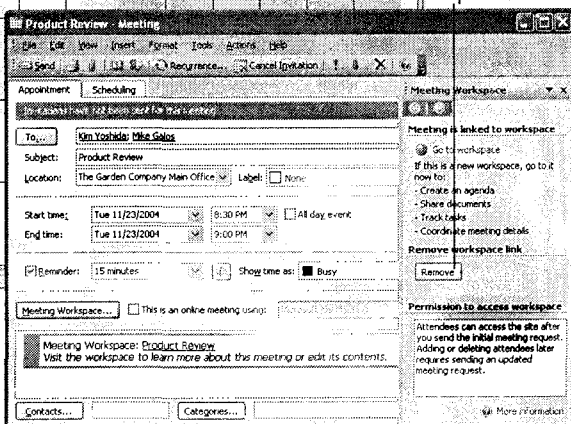 Product Review - Meeting
File Edit View Insert Format Tools Actions Help
Send Recurrence... Cancel Invitation
Appointment Scheduling
To... Kim Yoshida; Mike Galos
Subject: Product Review
Location: The Garden Company Main Office Label: None
Start time: Tue 11/23/2004 8:30 PM All day event
End time: Tue 11/23/2004 9:00 PM
Reminder: 15 minutes Show time as: Busy
Meeting Workspace... This is an online meeting using:
Meeting Workspace: Product Review
Visit the workspace to learn more about this meeting or edit its contents.
Contacts... Categories...
Meeting Workspace
Meeting is linked to workspace
Go to workspace
If this is a new workspace, go to it
now to:
- Create an agenda
- Share documents
- Track tasks
- Coordinate meeting details
Remove workspace link
Remove
Permission to access workspace
Attendees can access the site after
you send the initial meeting request.
Adding or deleting attendees later
requires sending an updated
meeting request.
More information